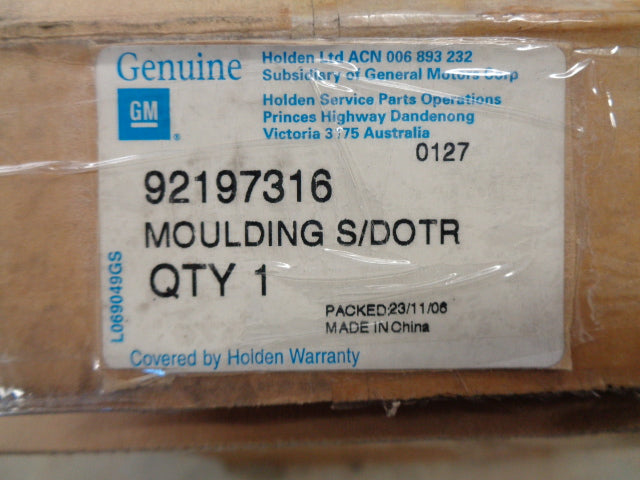 Genuine
GM
Holden Ltd ACN 006 893 232
Subsidiary of General Motors Corp
Holden Service Parts Operations
Princes Highway Dandenong
Victoria 3175 Australia
0127
92197316
MOULDING S/DOTR
QTY 1
PACKED:23/11/06
MADE IN China
L069049GS
Covered by Holden Warranty